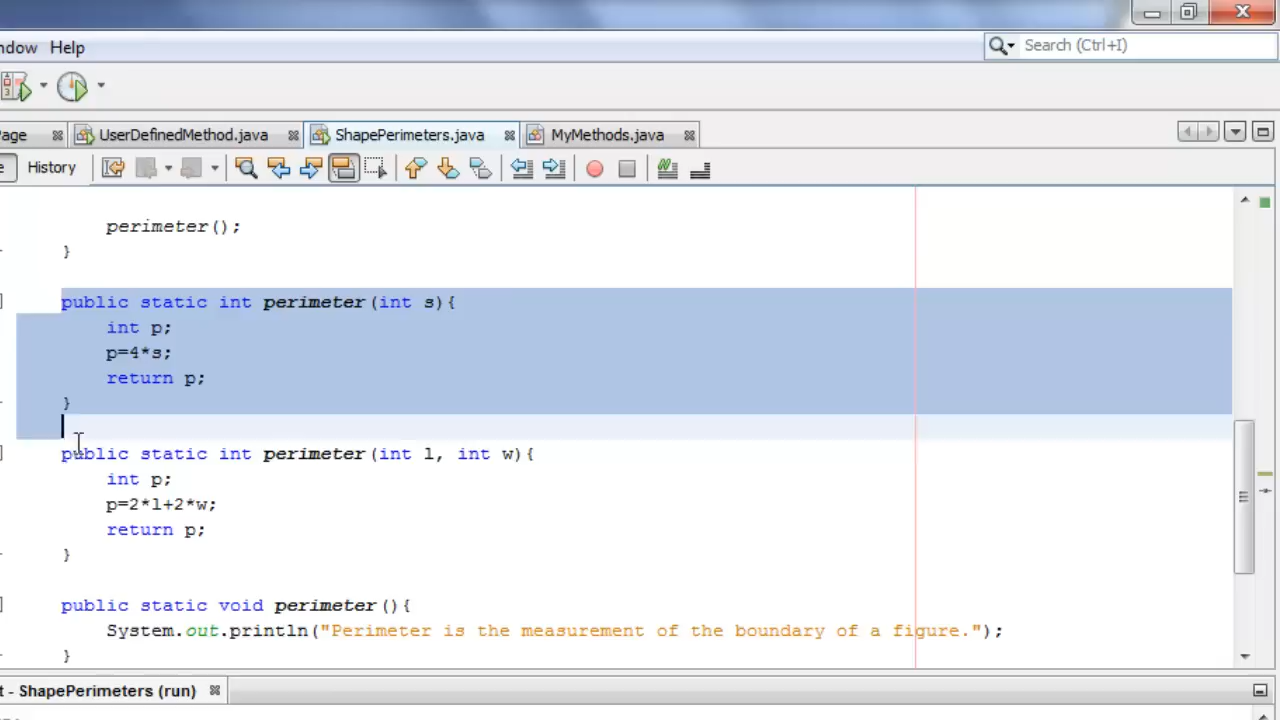 ndow Help
Search (Ctrl+I)
age UserDefinedMethod.java ShapePerimeters.java MyMethods.java
e History
perimeter();
}
public static int perimeter(int s){
int p;
p=4*s;
return p;
}
public static int perimeter(int l, int w){
int p;
p=2*l+2*w;
return p;
}
public static void perimeter(){
System.out.println("Perimeter is the measurement of the boundary of a figure.");
}
t - ShapePerimeters (run)